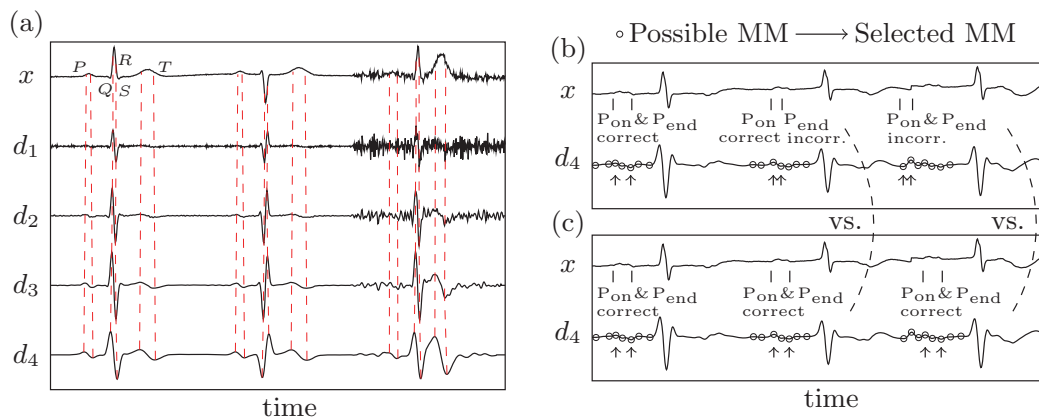 (a)
x
P
R
T
Q
S
d1
d2
d3
d4
time
Possible MM → Selected MM
(b)
x
Pon & Pend Pon Pend Pon & Pend
correct correct incorr. incorr.
d4
vs. vs.
(c)
x
Pon & Pend Pon & Pend Pon & Pend
correct correct correct
d4
time